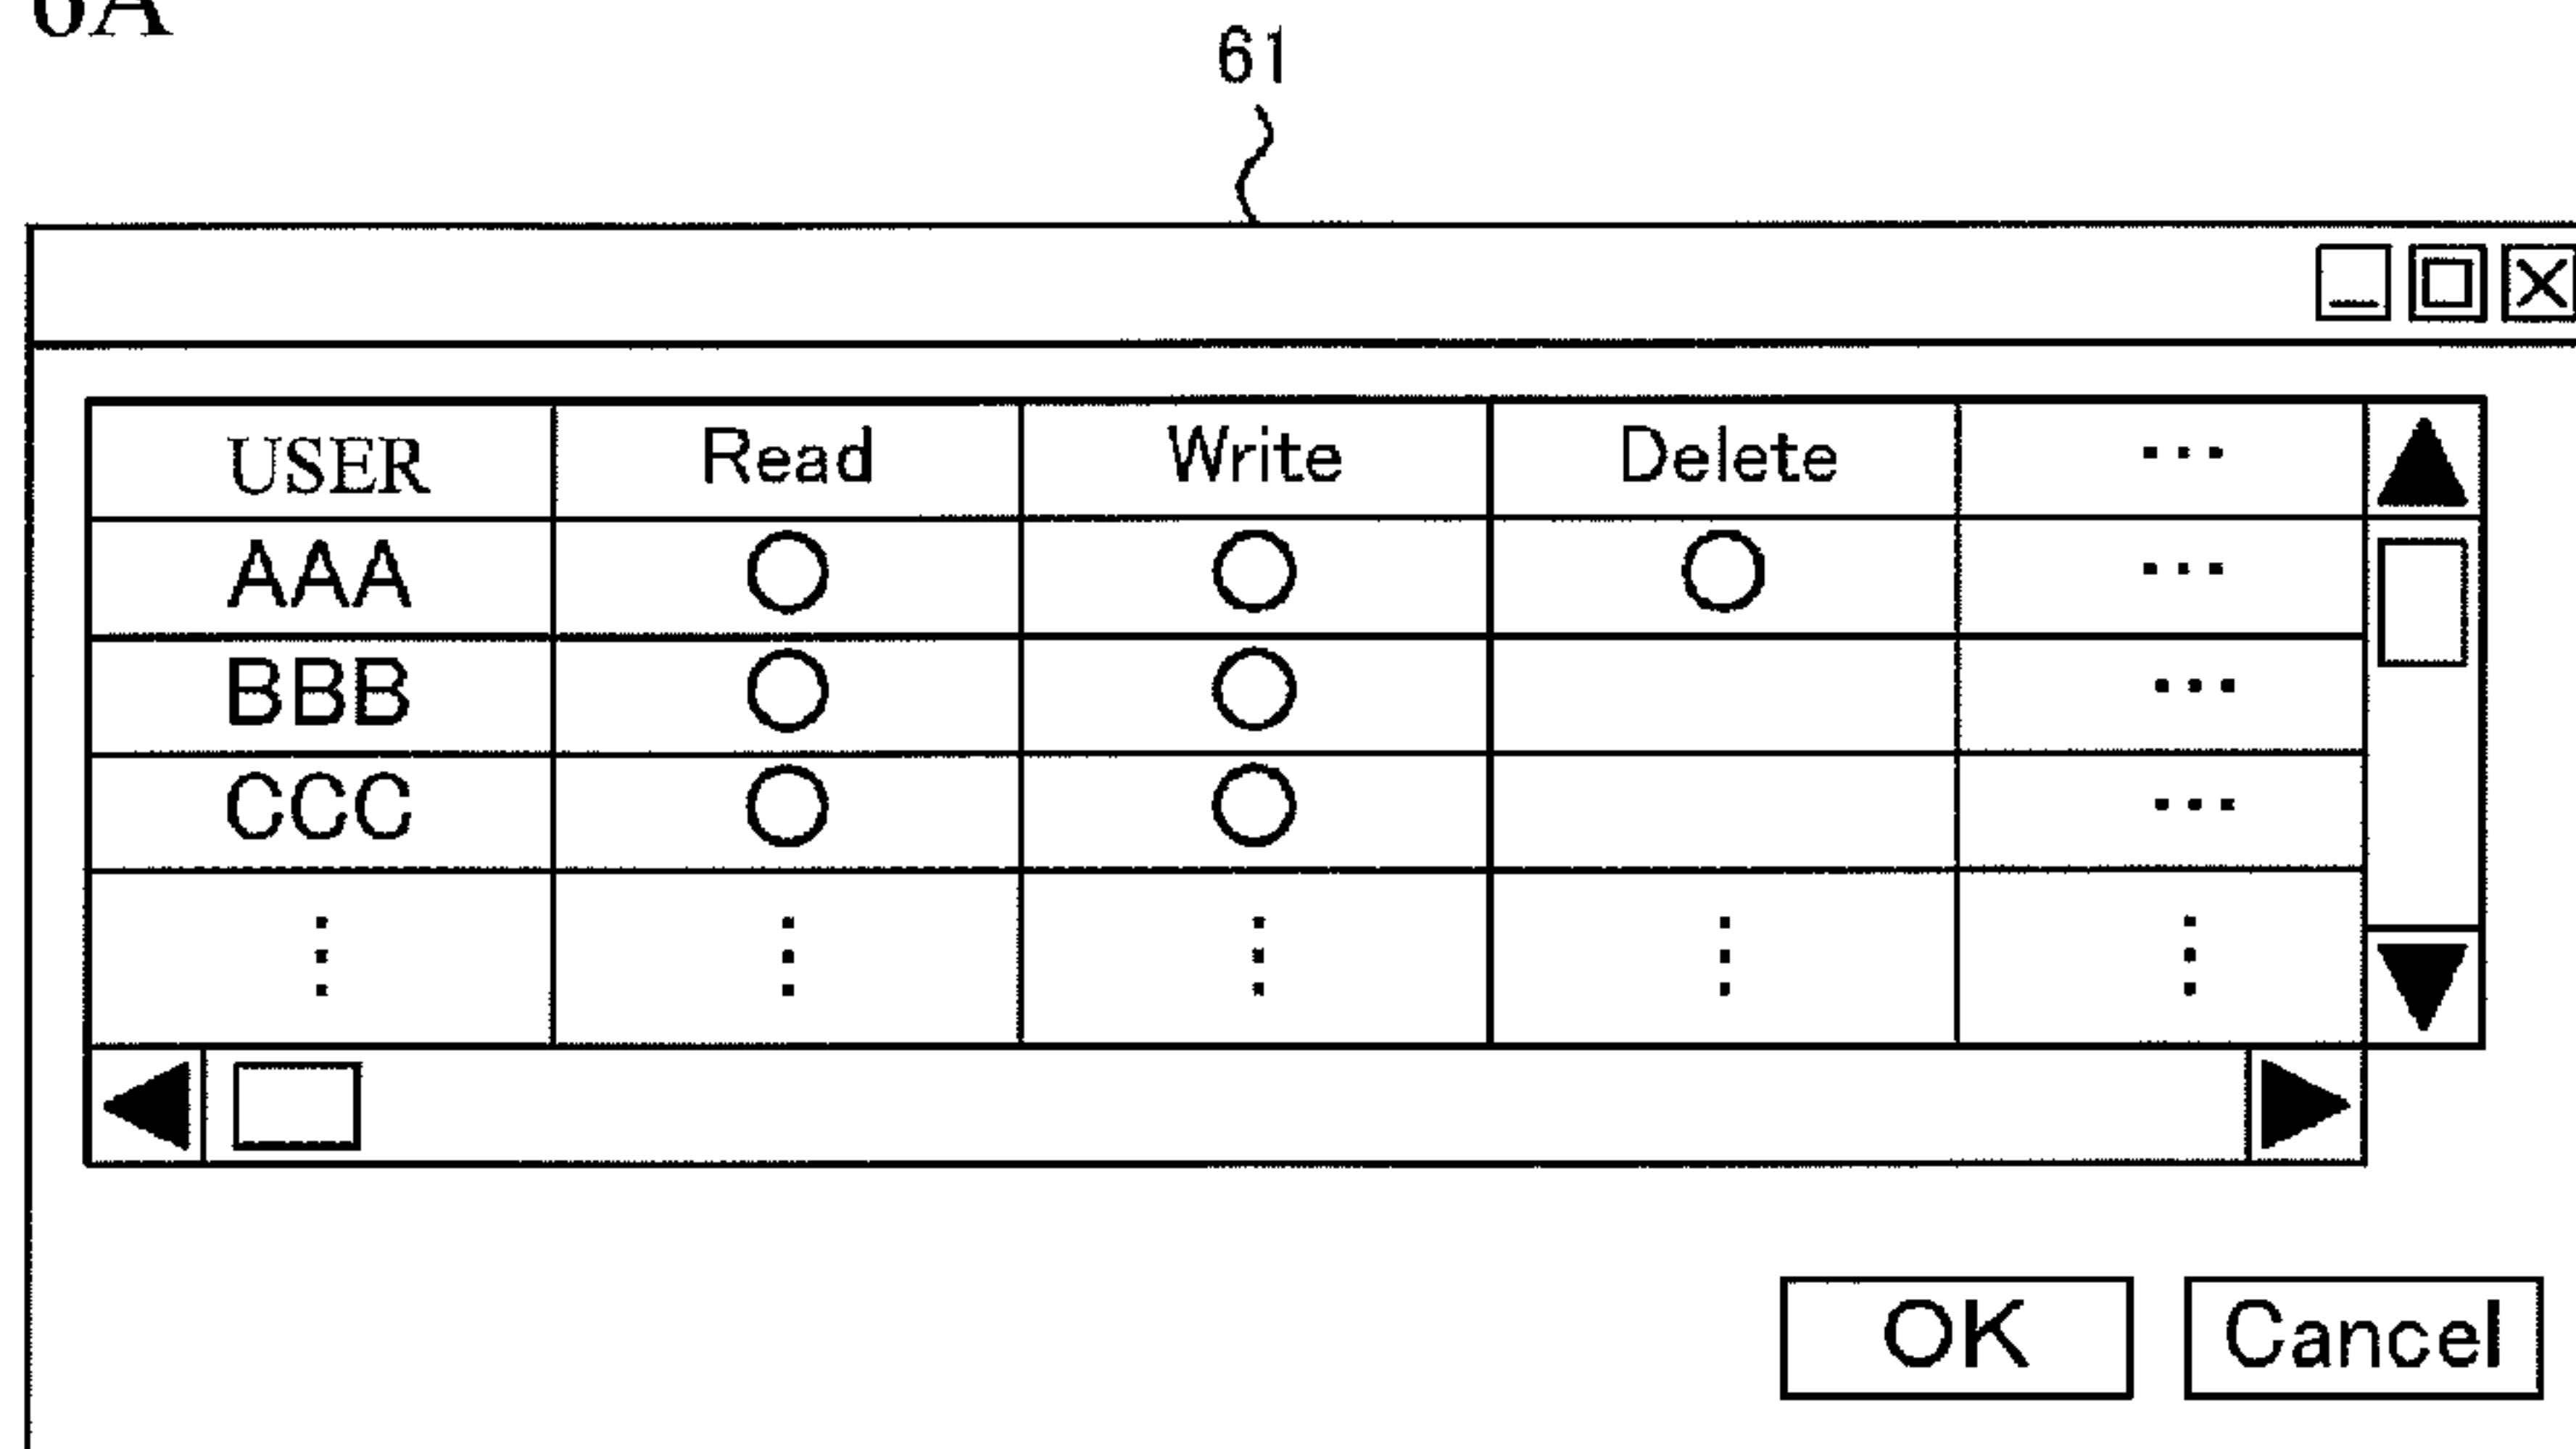 6A
61
USER Read Write Delete ...
AAA ○ ○ ○ ...
BBB ○ ○ ...
CCC ○ ○ ...
⋮ ⋮ ⋮ ⋮ ⋮
OK Cancel